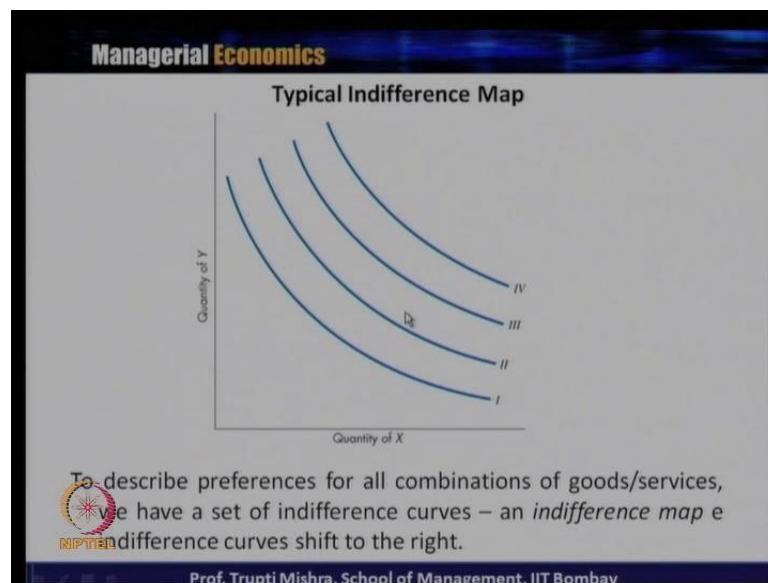 Managerial Economics
Typical Indifference Map
Quantity of Y
IV
III
II
I
Quantity of X
To describe preferences for all combinations of goods/services,
we have a set of indifference curves – an indifference map e
indifference curves shift to the right.
NPTEL
Prof. Trupti Mishra, School of Management, IIT Bombay